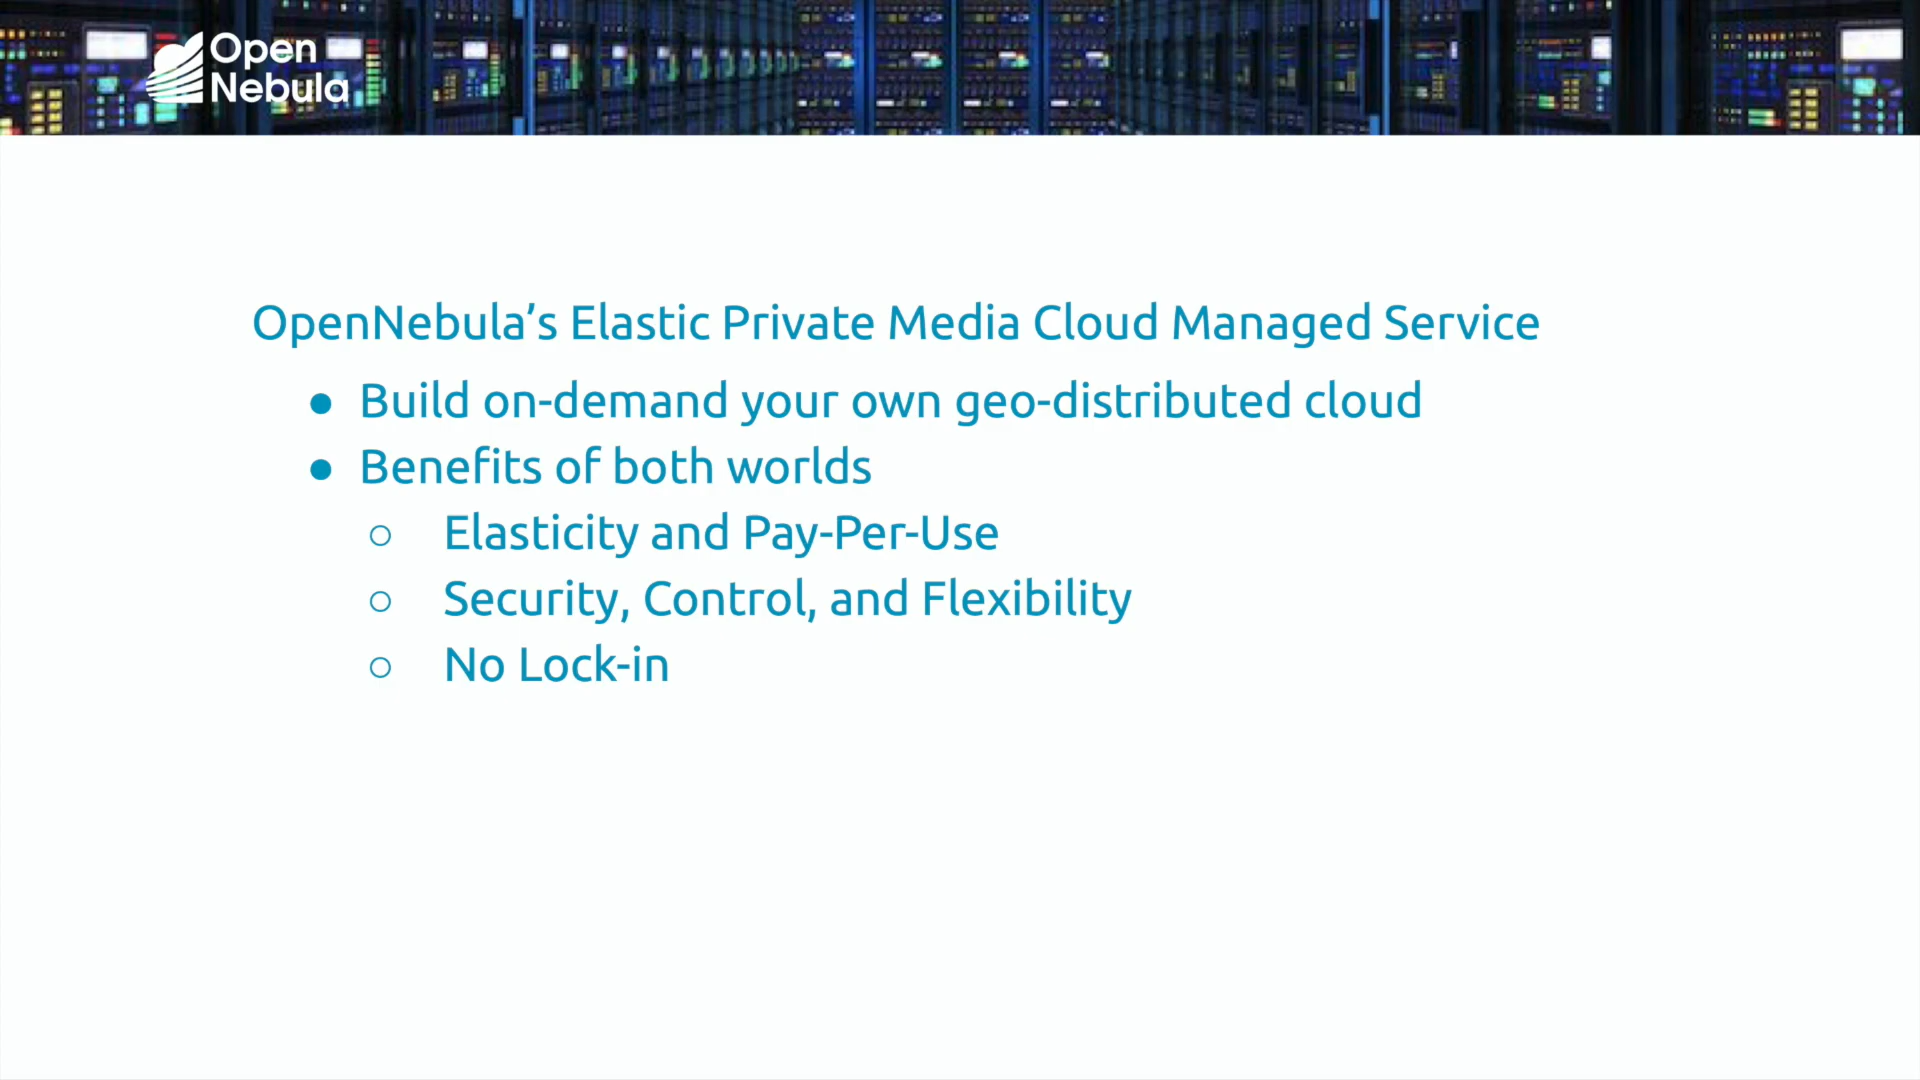 Open
Nebula
OpenNebula’s Elastic Private Media Cloud Managed Service
● Build on-demand your own geo-distributed cloud
● Benefits of both worlds
○ Elasticity and Pay-Per-Use
○ Security, Control, and Flexibility
○ No Lock-in